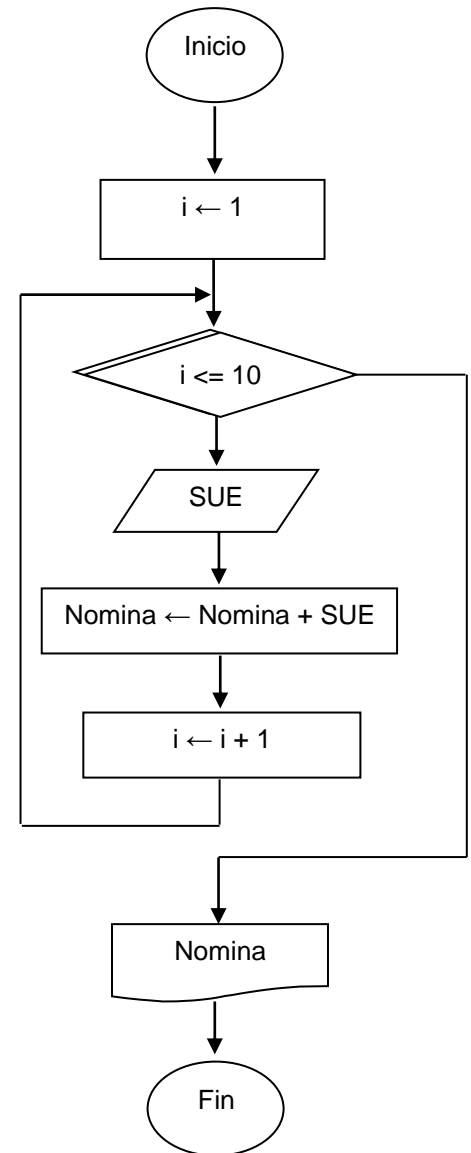 Inicio
i ← 1
i <= 10
SUE
Nomina ← Nomina + SUE
i ← i + 1
Nomina
Fin